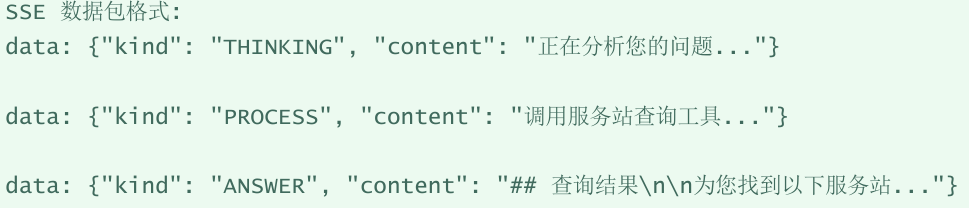 SSE 数据包格式:
data: {"kind": "THINKING", "content": "正在分析您的问题..."}
data: {"kind": "PROCESS", "content": "调用服务站查询工具..."}
data: {"kind": "ANSWER", "content": "## 查询结果\n\n为您找到以下服务站..."}